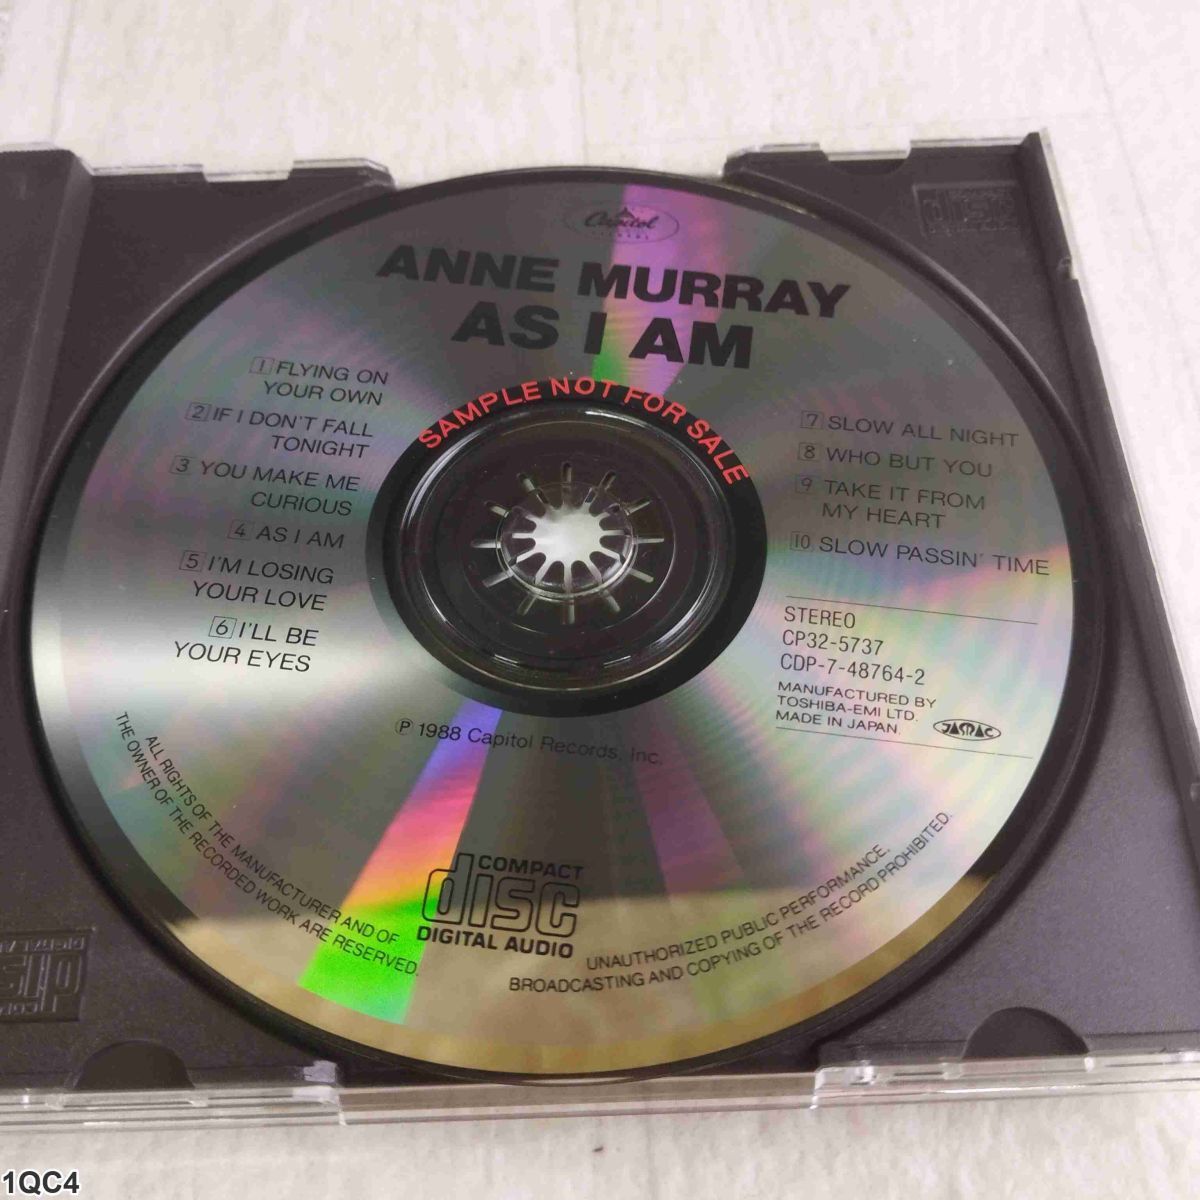 Capitol
RECORDS
ANNE MURRAY
AS I AM
SAMPLE NOT FOR SALE
1 FLYING ON
YOUR OWN
2 IF I DON'T FALL
TONIGHT
3 YOU MAKE ME
CURIOUS
4 AS I AM
5 I'M LOSING
YOUR LOVE
6 I'LL BE
YOUR EYES
7 SLOW ALL NIGHT
8 WHO BUT YOU
9 TAKE IT FROM
MY HEART
10 SLOW PASSIN' TIME
STEREO
CP32-5737
CDP-7-48764-2
MANUFACTURED BY
TOSHIBA-EMI LTD.
MADE IN JAPAN.
JASRAC
℗ 1988 Capitol Records, Inc.
COMPACT
disc
DIGITAL AUDIO
ALL RIGHTS OF THE MANUFACTURER AND OF
THE OWNER OF THE RECORDED WORK ARE RESERVED.
UNAUTHORIZED PUBLIC PERFORMANCE,
BROADCASTING AND COPYING OF THE RECORD PROHIBITED.
disc
1QC4